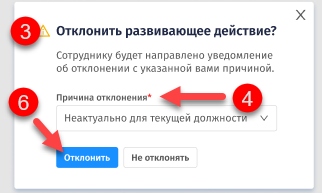 3
Отклонить развивающее действие?
Сотруднику будет направлено уведомление
об отклонении с указанной вами причиной.
6
Причина отклонения*
4
Неактуально для текущей должности
Отклонить
Не отклонять